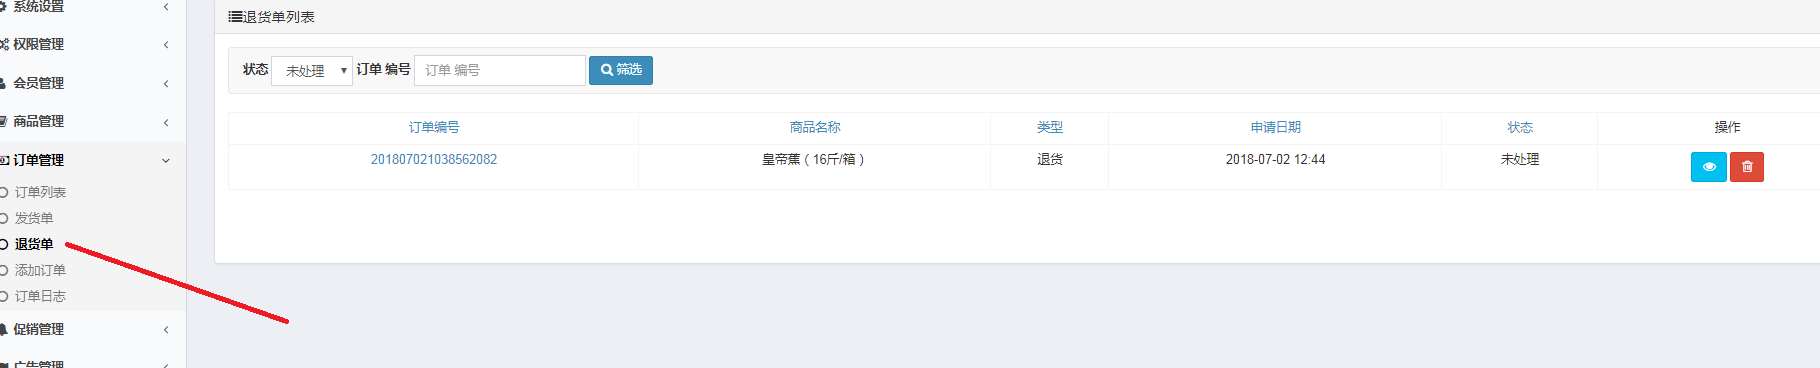 系统设置
权限管理
会员管理
商品管理
订单管理
订单列表
发货单
退货单
添加订单
订单日志
促销管理
广告管理
退货单列表
状态 未处理 订单 编号 订单 编号 筛选
订单编号 商品名称 类型 申请日期 状态 操作
201807021038562082 皇帝蕉（16斤/箱） 退货 2018-07-02 12:44 未处理